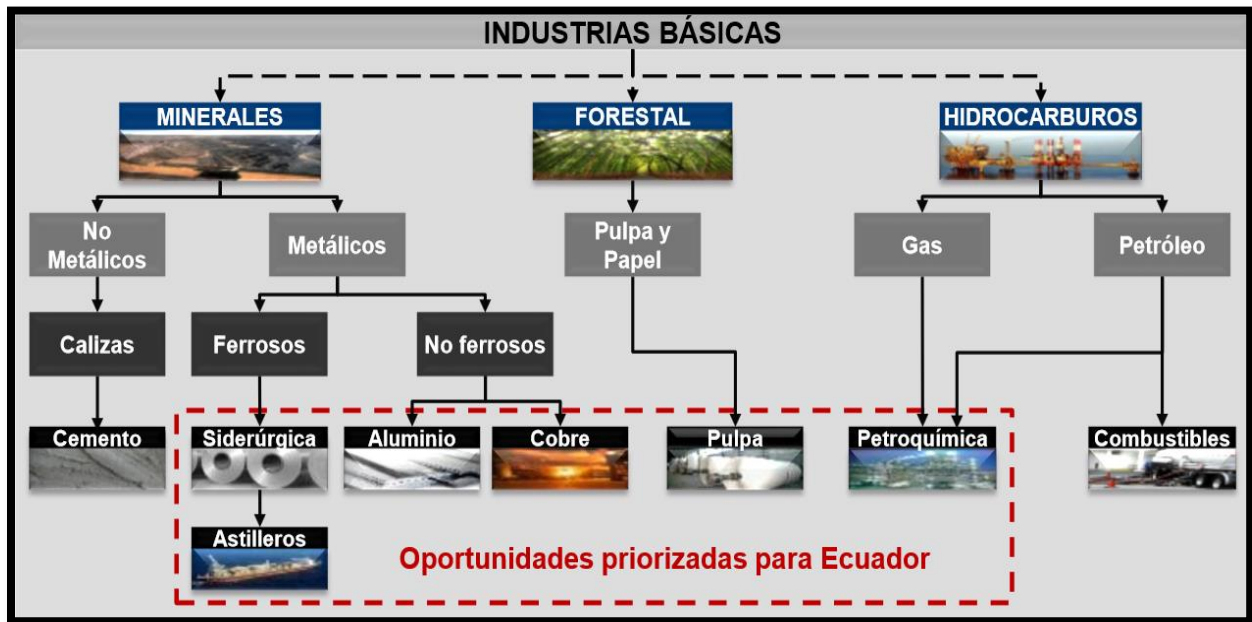 INDUSTRIAS BÁSICAS
MINERALES
FORESTAL
HIDROCARBUROS
No
Metálicos
Metálicos
Pulpa y
Papel
Gas
Petróleo
Calizas
Ferrosos
No ferrosos
Cemento
Siderúrgica
Aluminio
Cobre
Pulpa
Petroquímica
Combustibles
Astilleros
Oportunidades priorizadas para Ecuador